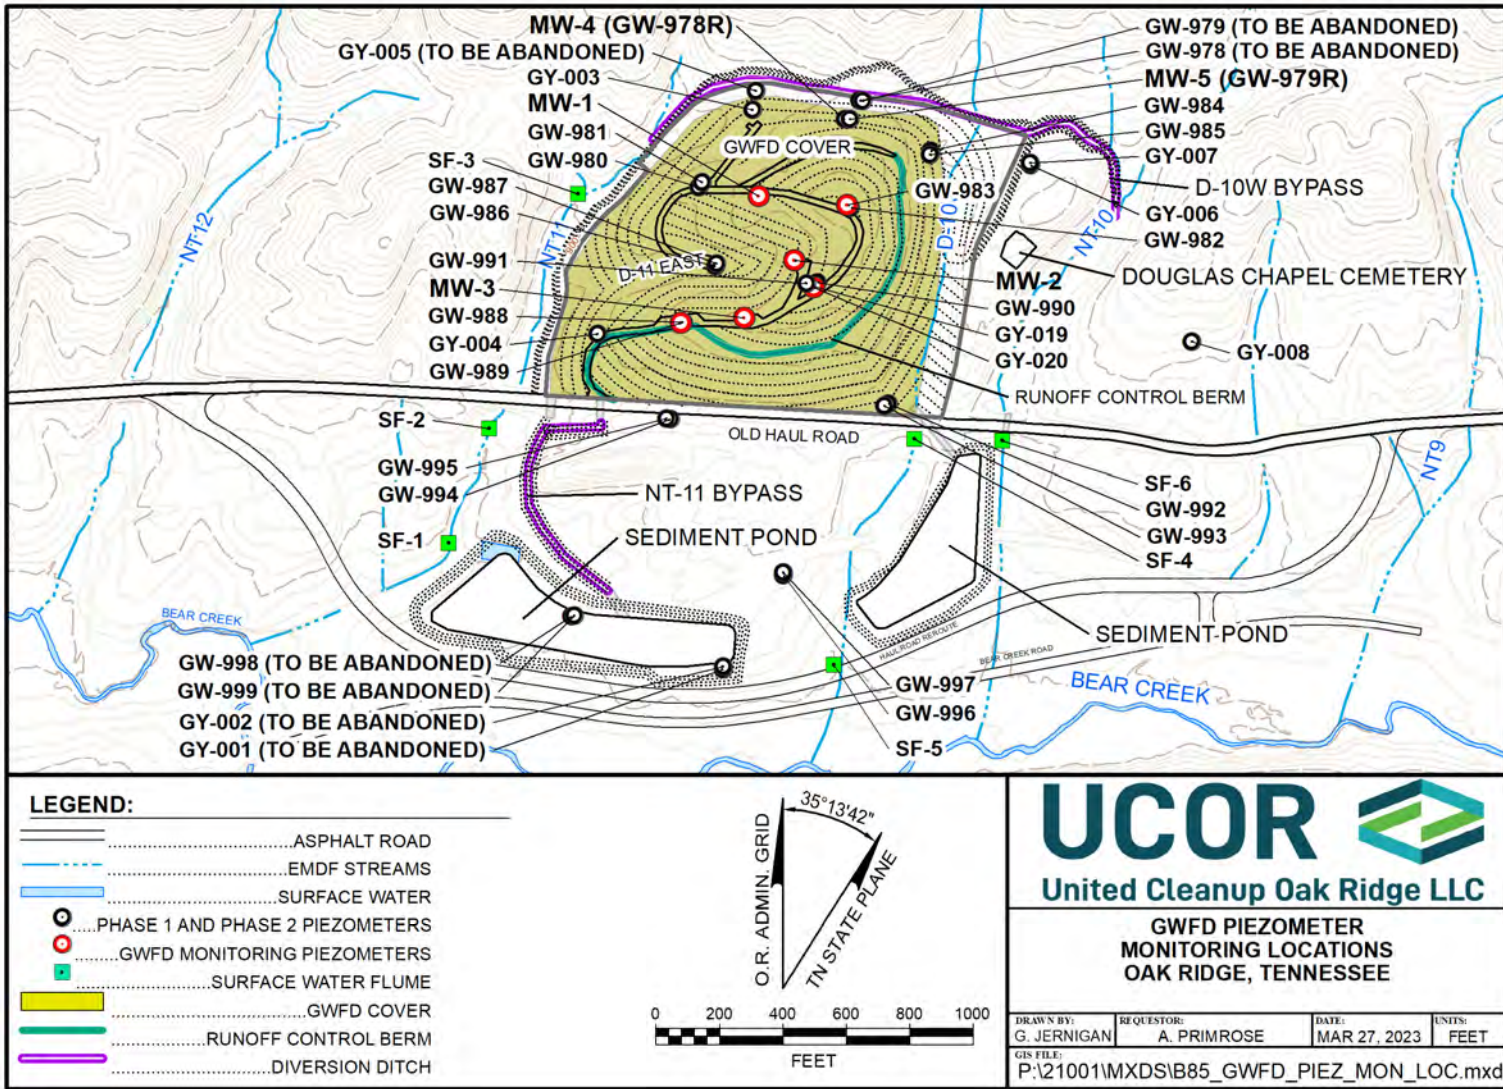 MW-4 (GW-978R)
GY-005 (TO BE ABANDONED)
GY-003
MW-1
GW-981
GW-980
SF-3
GW-987
GW-986
GW-991
MW-3
GW-988
GY-004
GW-989
GW-979 (TO BE ABANDONED)
GW-978 (TO BE ABANDONED)
MW-5 (GW-979R)
GW-984
GW-985
GY-007
D-10W BYPASS
GY-006
GW-982
GW-983
GWFD COVER
D-11 EAST
D-10
NT-12
NT-11
NT-10
NT9
DOUGLAS CHAPEL CEMETERY
MW-2
GW-990
GY-019
GY-020
GY-008
RUNOFF CONTROL BERM
OLD HAUL ROAD
SF-2
GW-995
GW-994
SF-1
NT-11 BYPASS
SEDIMENT POND
SF-6
GW-992
GW-993
SF-4
SEDIMENT POND
HAUL ROAD REROUTE
BEAR CREEK ROAD
BEAR CREEK
BEAR CREEK
GW-998 (TO BE ABANDONED)
GW-999 (TO BE ABANDONED)
GY-002 (TO BE ABANDONED)
GY-001 (TO BE ABANDONED)
GW-997
GW-996
SF-5
LEGEND:
ASPHALT ROAD
EMDF STREAMS
SURFACE WATER
PHASE 1 AND PHASE 2 PIEZOMETERS
GWFD MONITORING PIEZOMETERS
SURFACE WATER FLUME
GWFD COVER
RUNOFF CONTROL BERM
DIVERSION DITCH
35°13'42"
O.R. ADMIN. GRID
TN STATE PLANE
0 200 400 600 800 1000
FEET
UCOR
United Cleanup Oak Ridge LLC
GWFD PIEZOMETER
MONITORING LOCATIONS
OAK RIDGE, TENNESSEE
DRAWN BY: REQUESTOR: DATE: UNITS:
G. JERNIGAN A. PRIMROSE MAR 27, 2023 FEET
GIS FILE:
P:\21001\MXDS\B85_GWFD_PIEZ_MON_LOC.mxd